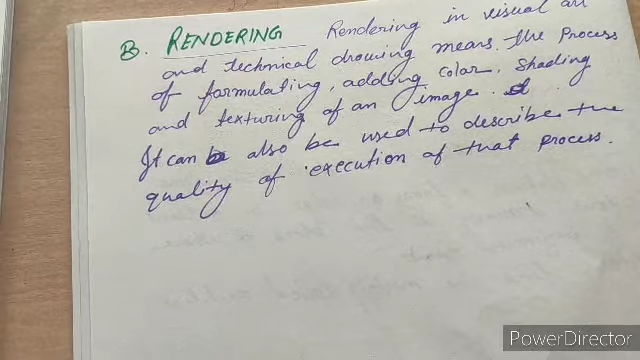 B. RENDERING Rendering in visual art
and technical drawing means the Process
of formulating, adding color, shading
and texturing of an image.
It can also be used to describe the
quality of execution of that process.
PowerDirector